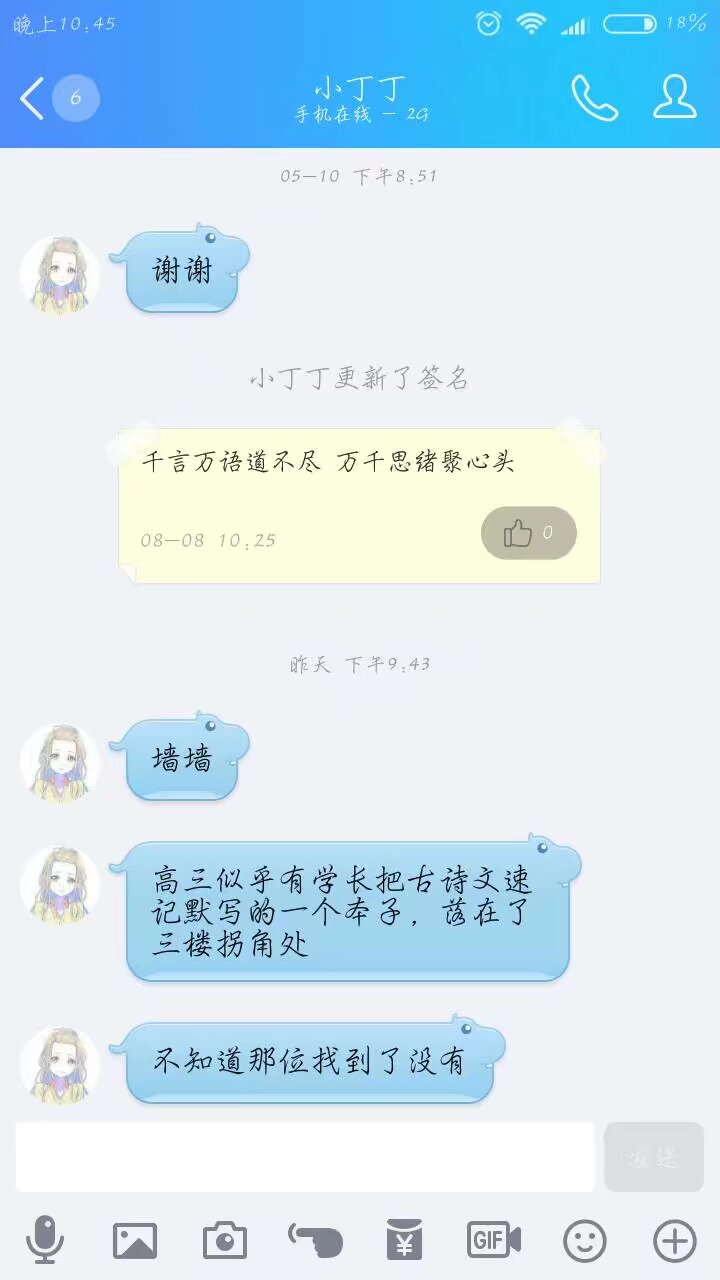 晚上10:45
18%
6
小丁丁
手机在线 - 2G
05-10 下午8:51
谢谢
小丁丁更新了签名
千言万语道不尽 万千思绪聚心头
08-08 10:25
0
昨天 下午9:43
墙墙
高三似乎有学长把古诗文速
记默写的一个本子，落在了
三楼拐角处
不知道那位找到了没有
发送
¥
GIF